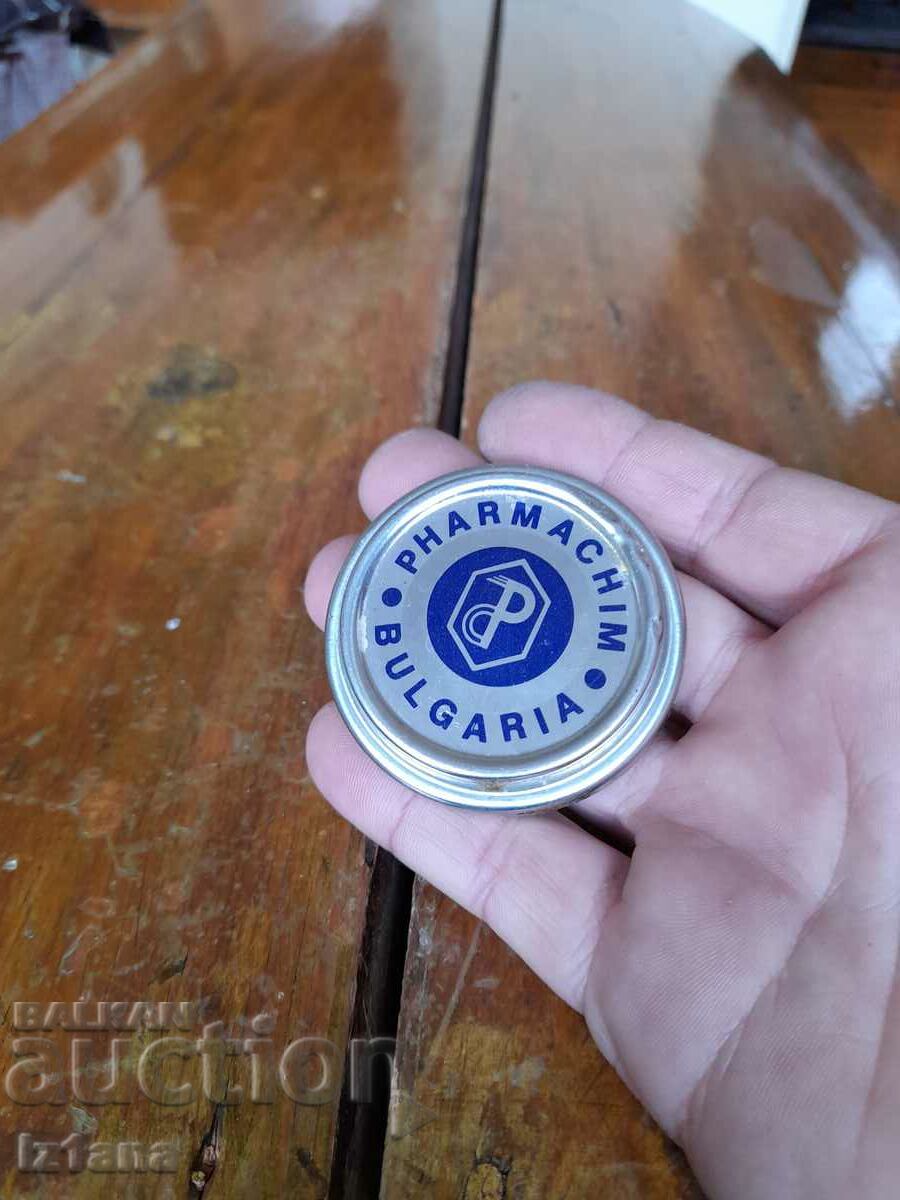 PHARMACHIM
BULGARIA
BALKAN
auction
Iz1ana